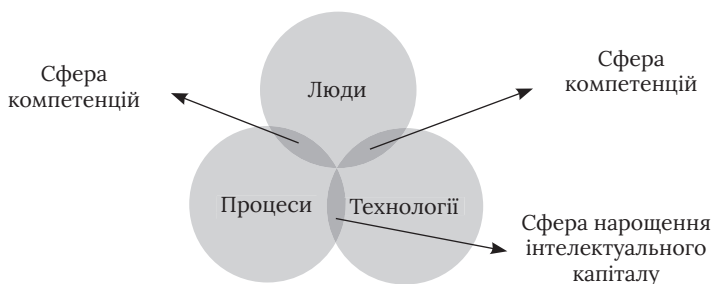 Сфера
компетенцій
Люди
Сфера
компетенцій
Процеси
Технології
Сфера нарощення
інтелектуального
капіталу